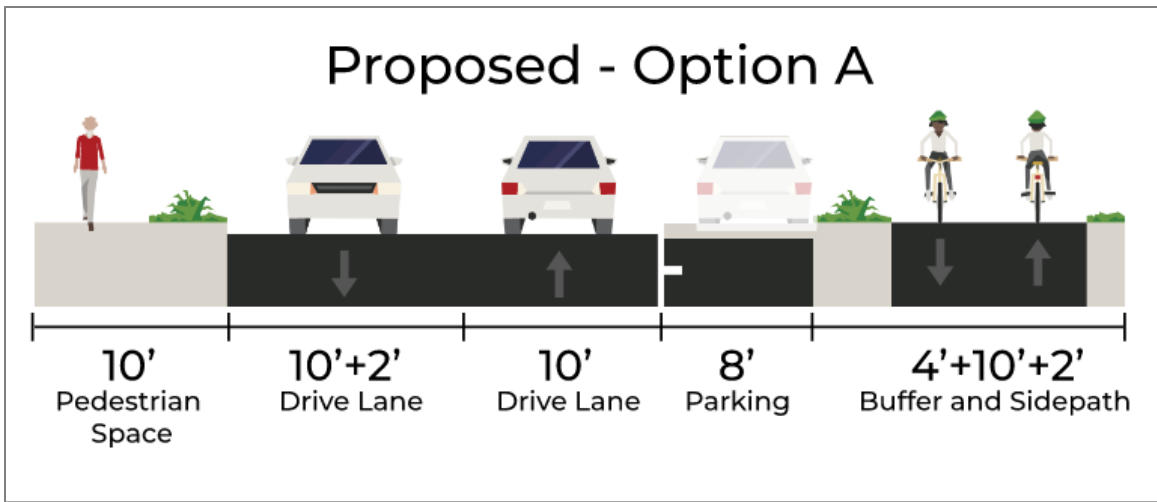 Proposed - Option A
10’ 10’+2’ 10’ 8’ 4’+10’+2’
Pedestrian Drive Lane Drive Lane Parking Buffer and Sidepath
Space